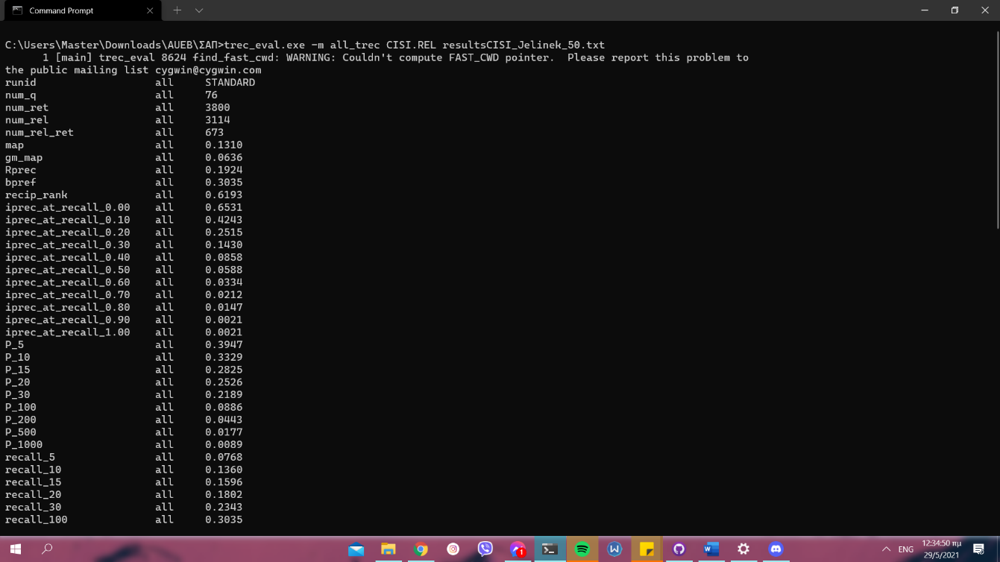 Command Prompt
C:\Users\Master\Downloads\AUEB\ΣΑΠ>trec_eval.exe -m all_trec CISI.REL resultsCISI_Jelinek_50.txt
1 [main] trec_eval 8624 find_fast_cwd: WARNING: Couldn't compute FAST_CWD pointer.  Please report this problem to
the public mailing list cygwin@cygwin.com
runid all STANDARD
num_q all 76
num_ret all 3800
num_rel all 3114
num_rel_ret all 673
map all 0.1310
gm_map all 0.0636
Rprec all 0.1924
bpref all 0.3035
recip_rank all 0.6193
iprec_at_recall_0.00 all 0.6531
iprec_at_recall_0.10 all 0.4243
iprec_at_recall_0.20 all 0.2515
iprec_at_recall_0.30 all 0.1430
iprec_at_recall_0.40 all 0.0858
iprec_at_recall_0.50 all 0.0588
iprec_at_recall_0.60 all 0.0334
iprec_at_recall_0.70 all 0.0212
iprec_at_recall_0.80 all 0.0147
iprec_at_recall_0.90 all 0.0021
iprec_at_recall_1.00 all 0.0021
P_5 all 0.3947
P_10 all 0.3329
P_15 all 0.2825
P_20 all 0.2526
P_30 all 0.2189
P_100 all 0.0886
P_200 all 0.0443
P_500 all 0.0177
P_1000 all 0.0089
recall_5 all 0.0768
recall_10 all 0.1360
recall_15 all 0.1596
recall_20 all 0.1802
recall_30 all 0.2343
recall_100 all 0.3035
1
ΕΝG
12:34:50 πμ
29/5/2021